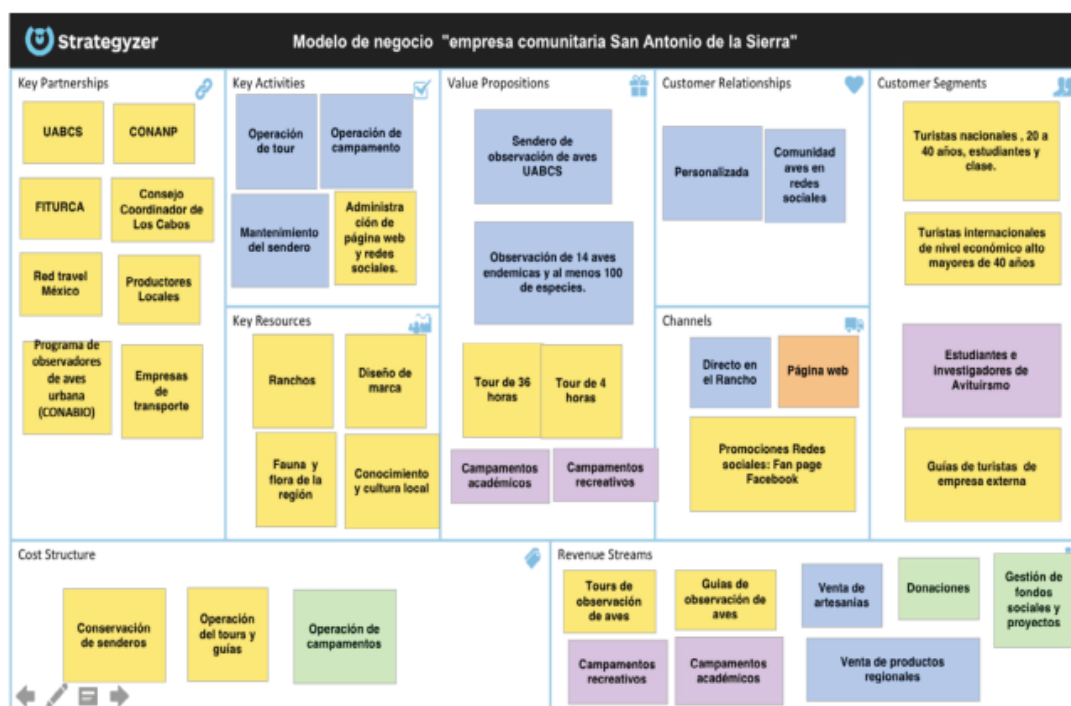 Strategyzer
Modelo de negocio "empresa comunitaria San Antonio de la Sierra"
Key Partnerships
UABCS
CONANP
FITURCA
Consejo
Coordinador de
Los Cabos
Red travel
México
Productores
Locales
Programa de
observadores
de aves
urbana
(CONABIO)
Empresas
de
transporte
Key Activities
Operación
de tour
Operación de
campamento
Mantenimiento
del sendero
Administra
ción de
página web
y redes
sociales.
Key Resources
Ranchos
Diseño de
marca
Fauna y
flora de la
región
Conocimiento
y cultura local
Value Propositions
Sendero de
observación de aves
UABCS
Observación de 14 aves
endemicas y al menos 100
de especies.
Tour de 36
horas
Tour de 4
horas
Campamentos
académicos
Campamentos
recreativos
Customer Relationships
Personalizada
Comunidad
aves en
redes
sociales
Channels
Directo en
el Rancho
Página web
Promociones Redes
sociales: Fan page
Facebook
Customer Segments
Turistas nacionales , 20 a
40 años, estudiantes y
clase.
Turistas internacionales
de nivel económico alto
mayores de 40 años
Estudiantes e
investigadores de
Avituirsmo
Guías de turistas de
empresa externa
Cost Structure
Conservación
de senderos
Operación
del tours y
guías
Operación de
campamentos
Revenue Streams
Tours de
observación
de aves
Guias de
observación de
aves
Venta de
artesanías
Donaciones
Gestión de
fondos
sociales y
proyectos
Campamentos
recreativos
Campamentos
académicos
Venta de productos
regionales